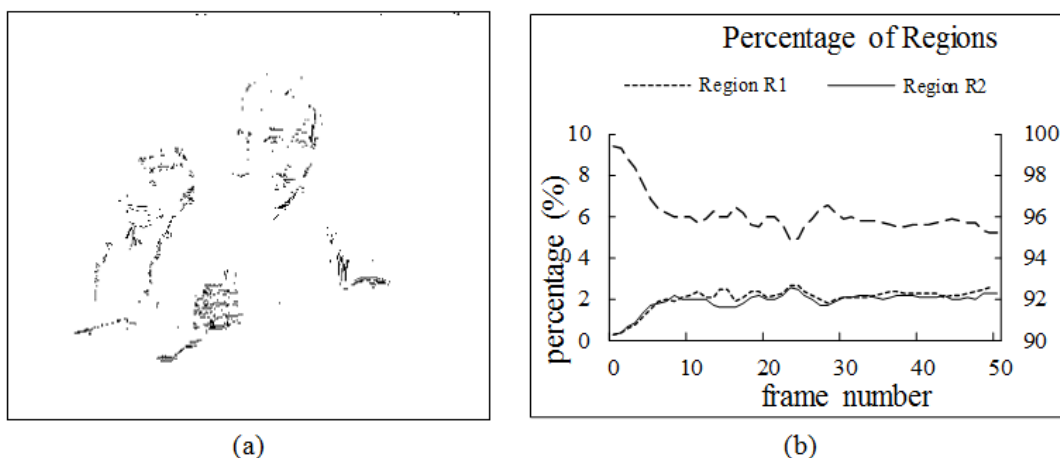 Percentage of Regions
Region R1 Region R2
percentage (%)
10 100
8 98
6 96
4 94
2 92
0 90
0 10 20 30 40 50
frame number
(a) (b)